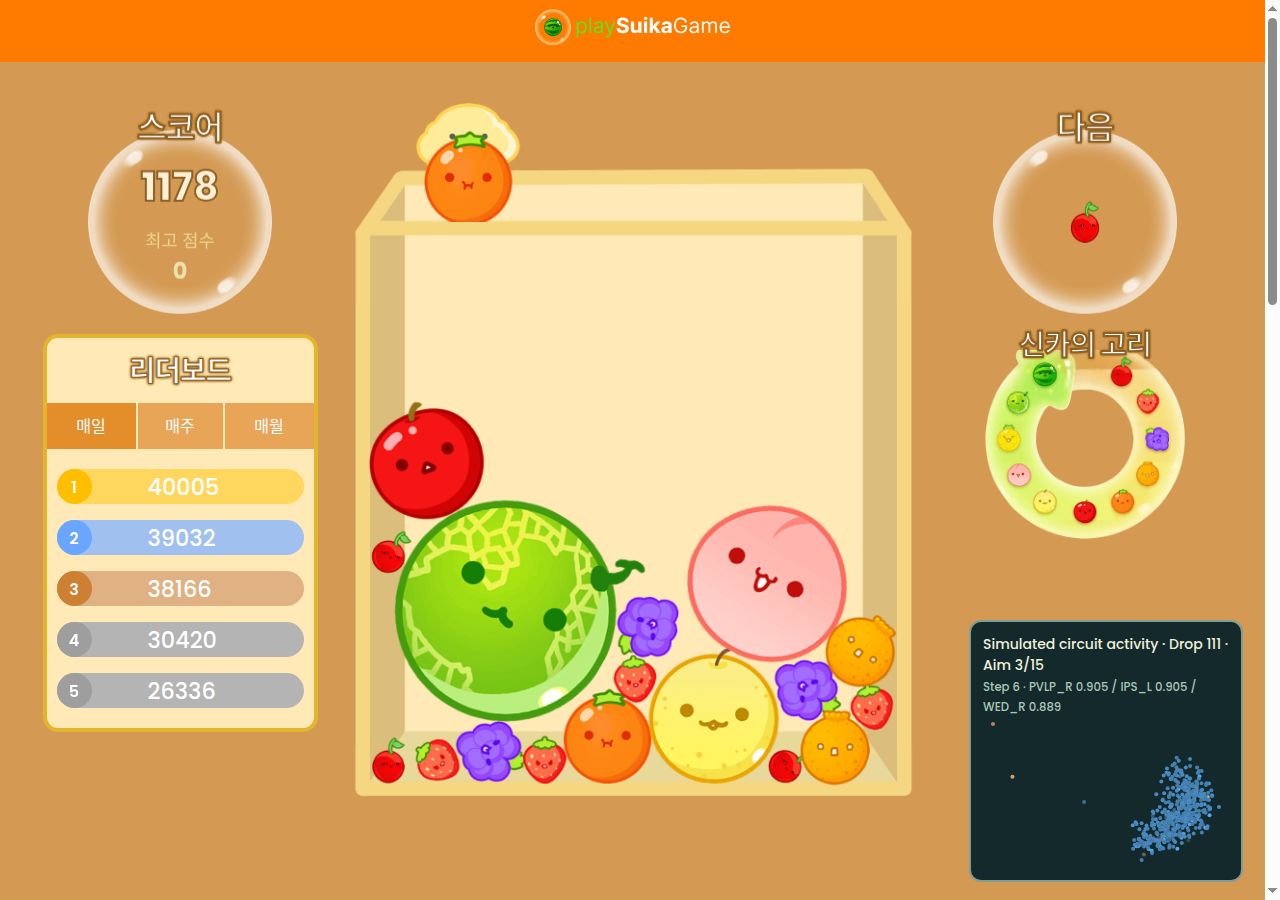 playSuikaGame
스코어
1178
최고 점수
0
다음
신카의 고리
리더보드
매일 매주 매월
1 40005
2 39032
3 38166
4 30420
5 26336
Simulated circuit activity · Drop 111 ·
Aim 3/15
Step 6 · PVLP_R 0.905 / IPS_L 0.905 /
WED_R 0.889